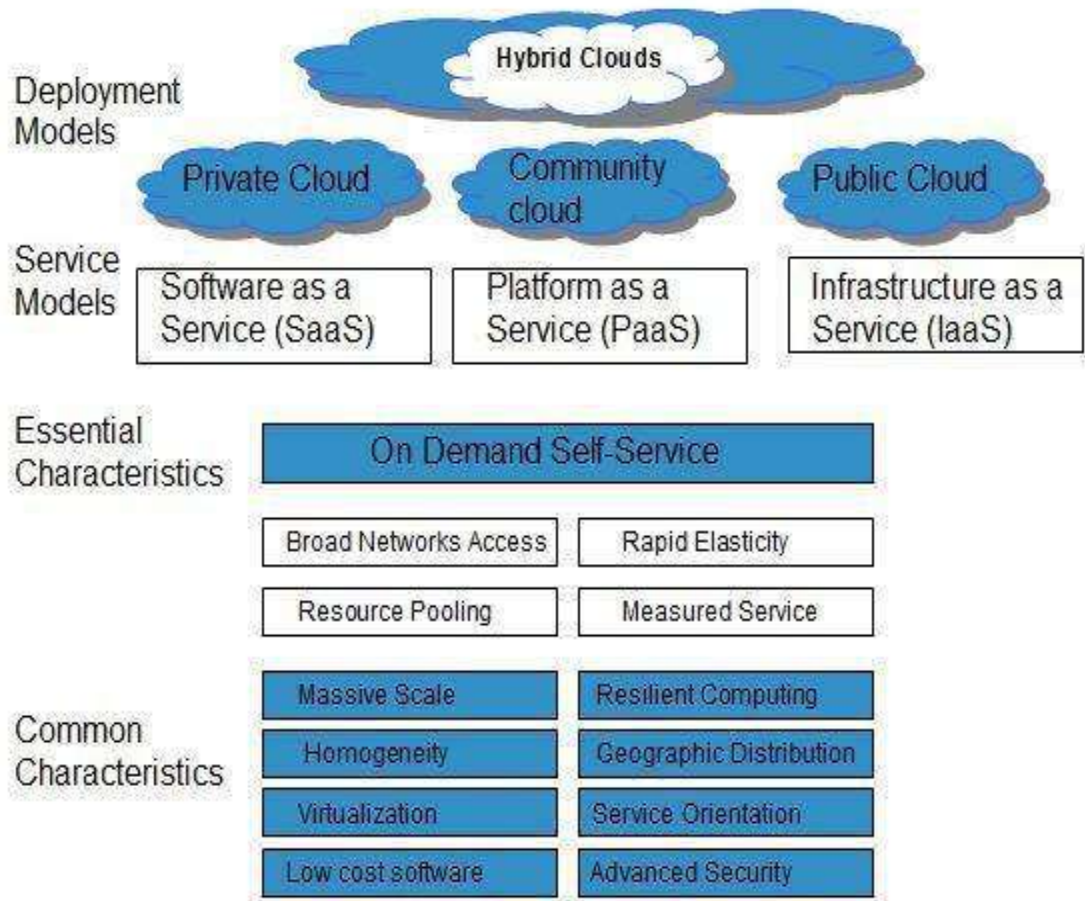 Hybrid Clouds
Deployment
Models
Private Cloud
Community
cloud
Public Cloud
Service
Models
Software as a
Service (SaaS)
Platform as a
Service (PaaS)
Infrastructure as a
Service (IaaS)
Essential
Characteristics
On Demand Self-Service
Broad Networks Access
Rapid Elasticity
Resource Pooling
Measured Service
Common
Characteristics
Massive Scale
Resilient Computing
Homogeneity
Geographic Distribution
Virtualization
Service Orientation
Low cost software
Advanced Security